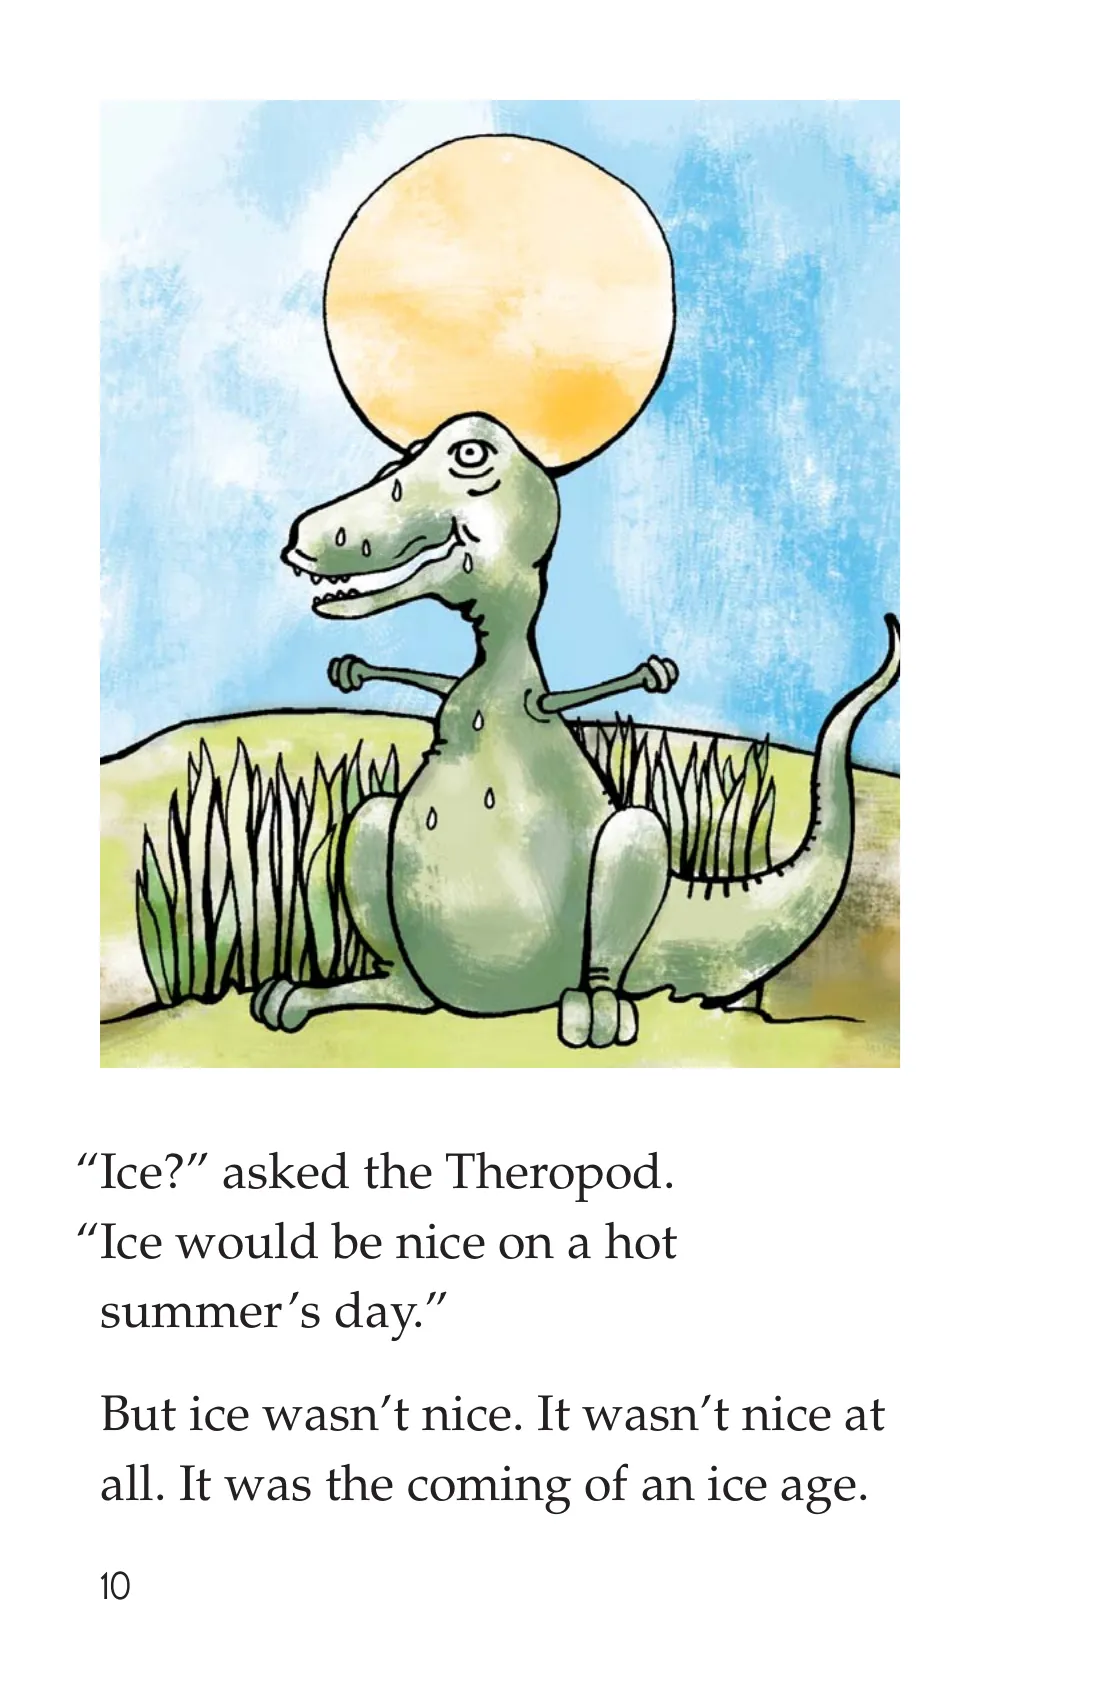 “Ice?” asked the Theropod.
“Ice would be nice on a hot
summer’s day.”
But ice wasn’t nice. It wasn’t nice at
all. It was the coming of an ice age.
10